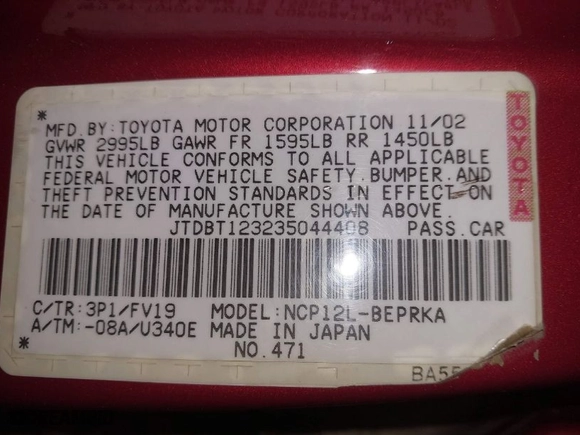 *
MFD.BY:TOYOTA MOTOR CORPORATION 11/02
GVWR 2995LB GAWR FR 1595LB RR 1450LB
THIS VEHICLE CONFORMS TO ALL APPLICABLE
FEDERAL MOTOR VEHICLE SAFETY.BUMPER.AND
THEFT PREVENTION STANDARDS IN EFFECT ON
THE DATE OF MANUFACTURE SHOWN ABOVE.
JTDBT123235044408 PASS.CAR
TOYOTA
C/TR:3P1/FV19 MODEL:NCP12L-BEPRKA
A/TM:-08A/U340E MADE IN JAPAN
*
NO.471